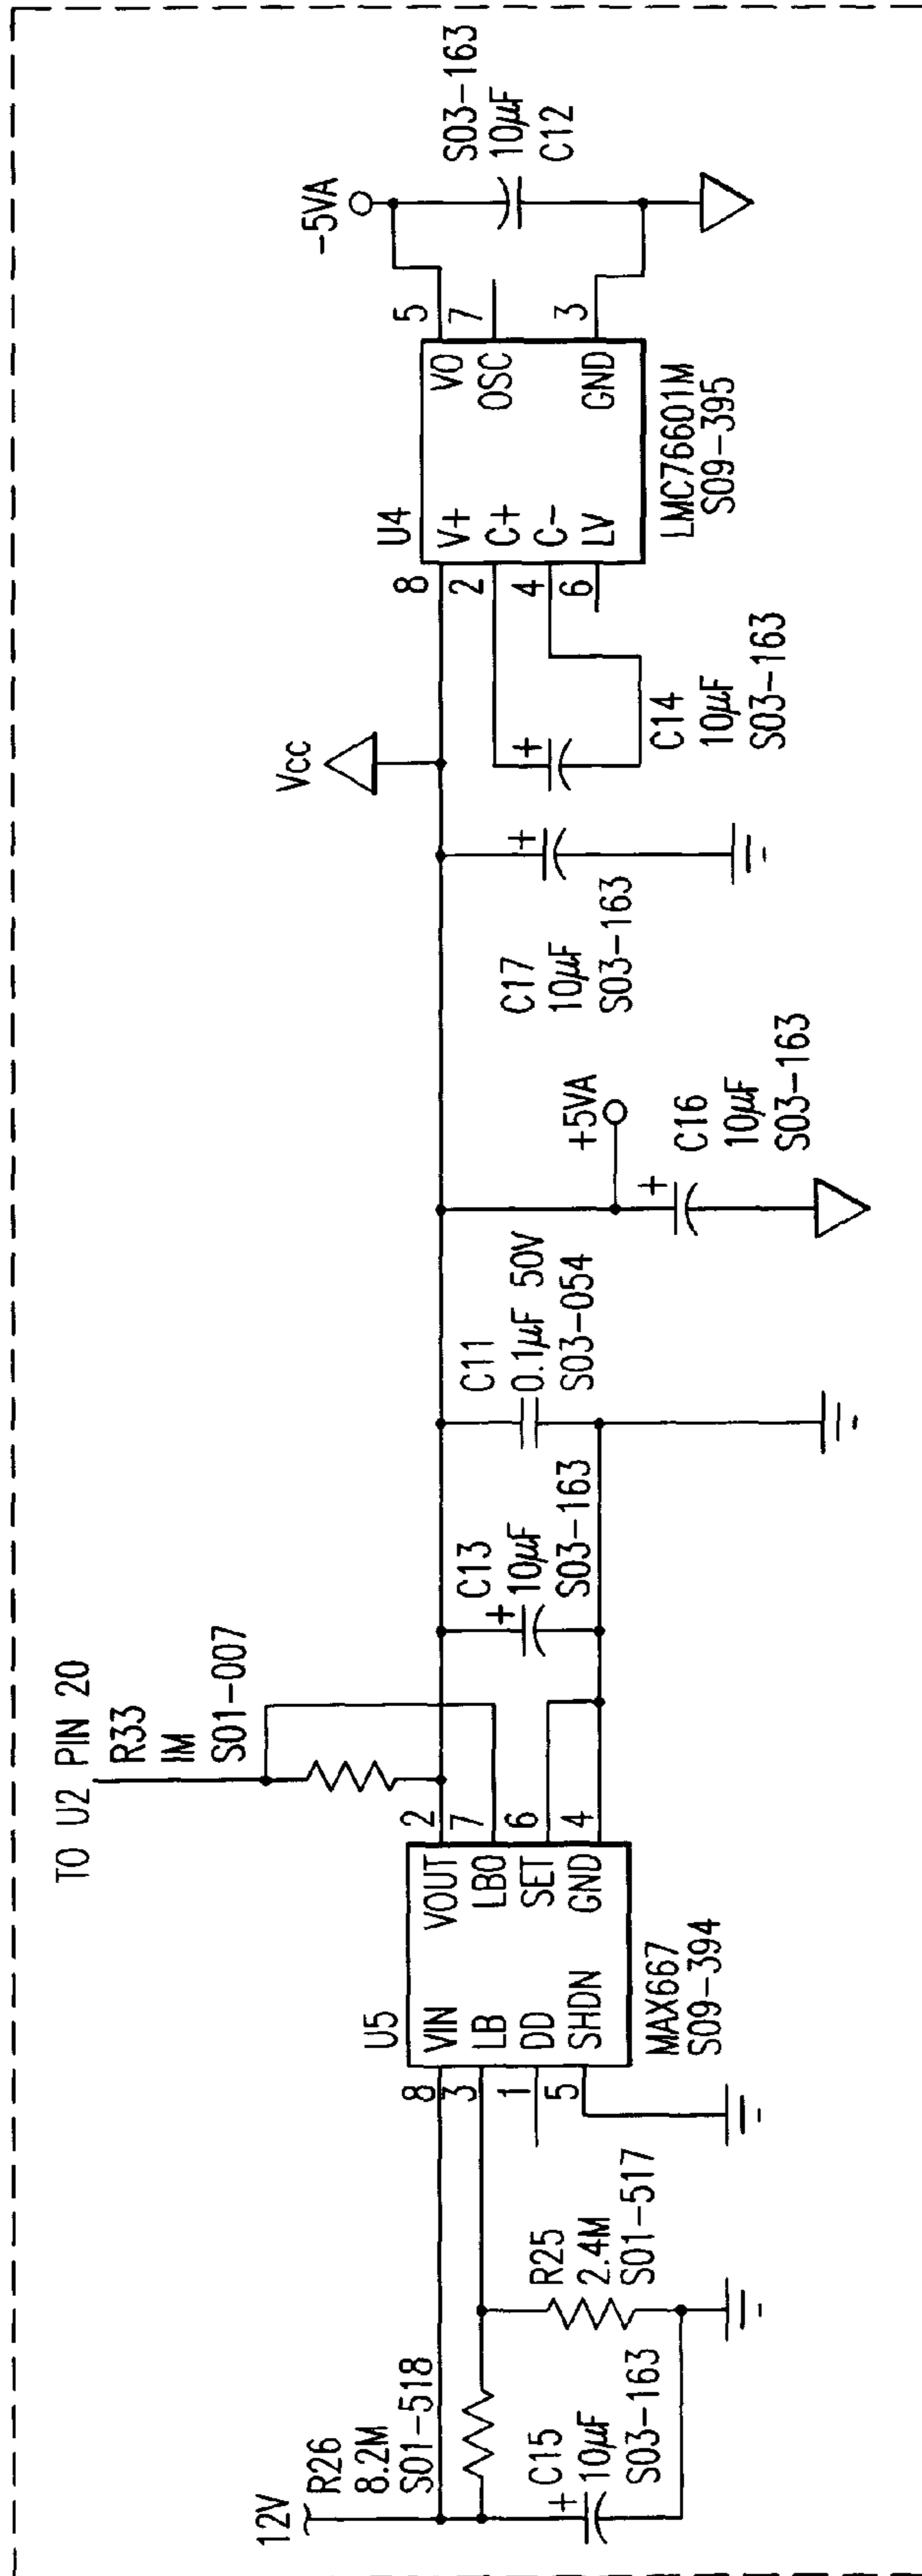 12V
R26
8.2M
S01-518
C15
+
10µF
S03-163
R25
2.4M
S01-517
U5
8
3
1
5
VIN
LB
DD
SHDN
VOUT
LBO
SET
GND
2
7
6
4
MAX667
S09-394
TO U2 PIN 20
R33
1M
S01-007
C13
+
10µF
S03-163
C11
0.1µF 50V
S03-054
+5VA
+
C16
10µF
S03-163
C17
10µF
S03-163
+
Vcc
+
C14
10µF
S03-163
U4
8
2
4
6
V+
C+
C-
LV
VO
OSC
GND
5
7
3
LMC76601M
S09-395
-5VA
S03-163
10µF
C12